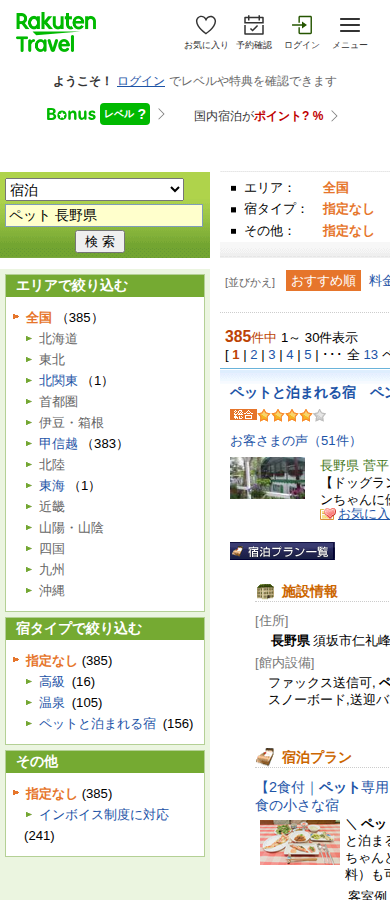 Rakuten
Travel
お気に入り
予約確認
ログイン
メニュー
ようこそ！ ログイン でレベルや特典を確認できます
Bonus レベル ?
国内宿泊がポイント? %
宿泊
ペット 長野県
検 索
エリアで絞り込む
全国 （385）
北海道
東北
北関東 （1）
首都圏
伊豆・箱根
甲信越 （383）
北陸
東海 （1）
近畿
山陽・山陰
四国
九州
沖縄
宿タイプで絞り込む
指定なし (385)
高級 (16)
温泉 (105)
ペットと泊まれる宿 (156)
その他
指定なし (385)
インボイス制度に対応
(241)
エリア： 全国
宿タイプ： 指定なし
その他： 指定なし
[並びかえ] おすすめ順 料金
385件中 1～ 30件表示
[ 1 | 2 | 3 | 4 | 5 | ･･･ 全 13
ペットと泊まれる宿 ペン
総合
お客さまの声（51件）
長野県 菅平
【ドッグラン
ンちゃんに
お気に入
宿泊プラン一覧
施設情報
[住所]
長野県 須坂市仁礼峰
[館内設備]
ファックス送信可, ペ
スノーボード,送迎バ
宿泊プラン
【2食付｜ペット専用
食の小さな宿
＼ ペッ
と泊まる
ちゃんと
料）も可
客室例